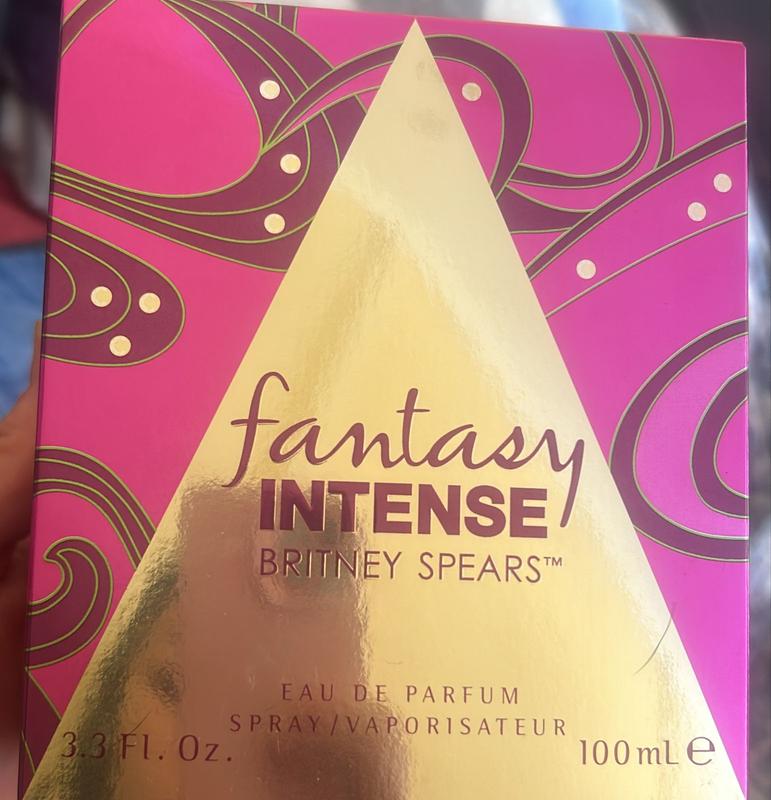 fantasy
INTENSE
BRITNEY SPEARS™
EAU DE PARFUM
SPRAY/VAPORISATEUR
3.3 Fl. Oz. 100 mL ℮